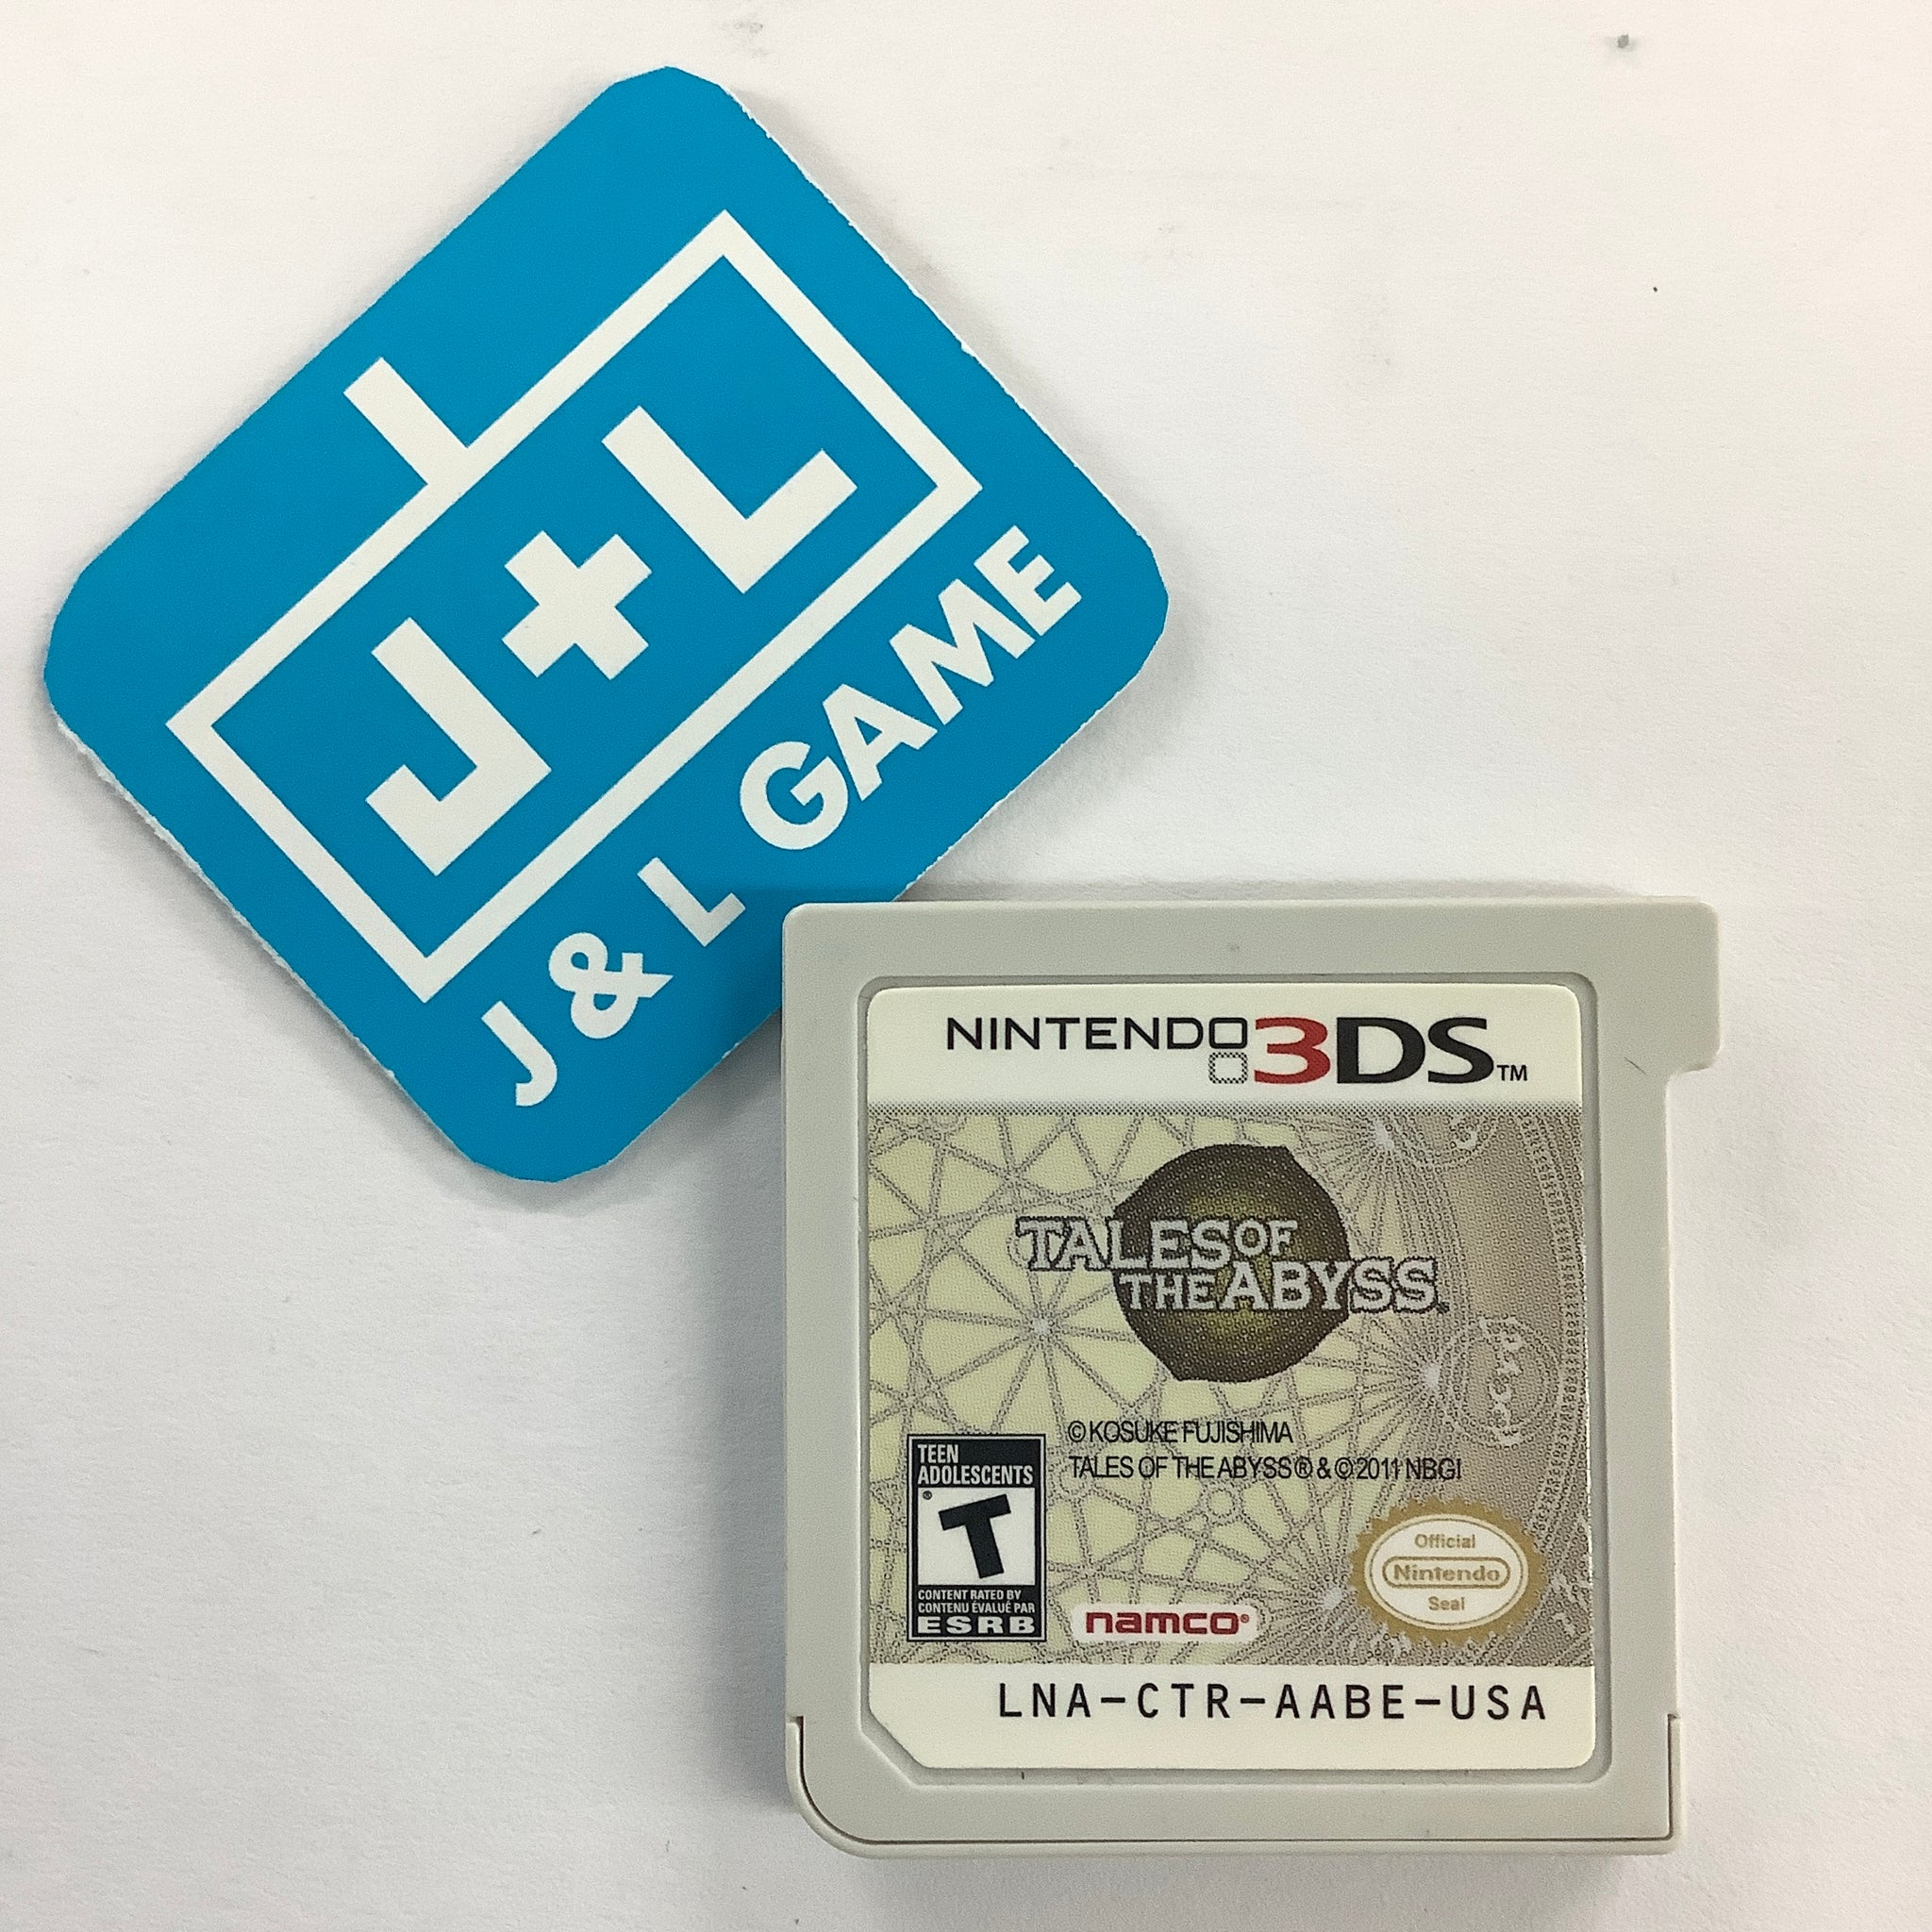 J+L
J & L GAME
NINTENDO 3DS™
TALES OF
THE ABYSS
© KOSUKE FUJISHIMA
TALES OF THE ABYSS® & © 2011 NBGI
TEEN
ADOLESCENTS
T
®
CONTENT RATED BY
CONTENU ÉVALUÉ PAR
ESRB
namco®
Official
Nintendo
Seal
LNA-CTR-AABE-USA